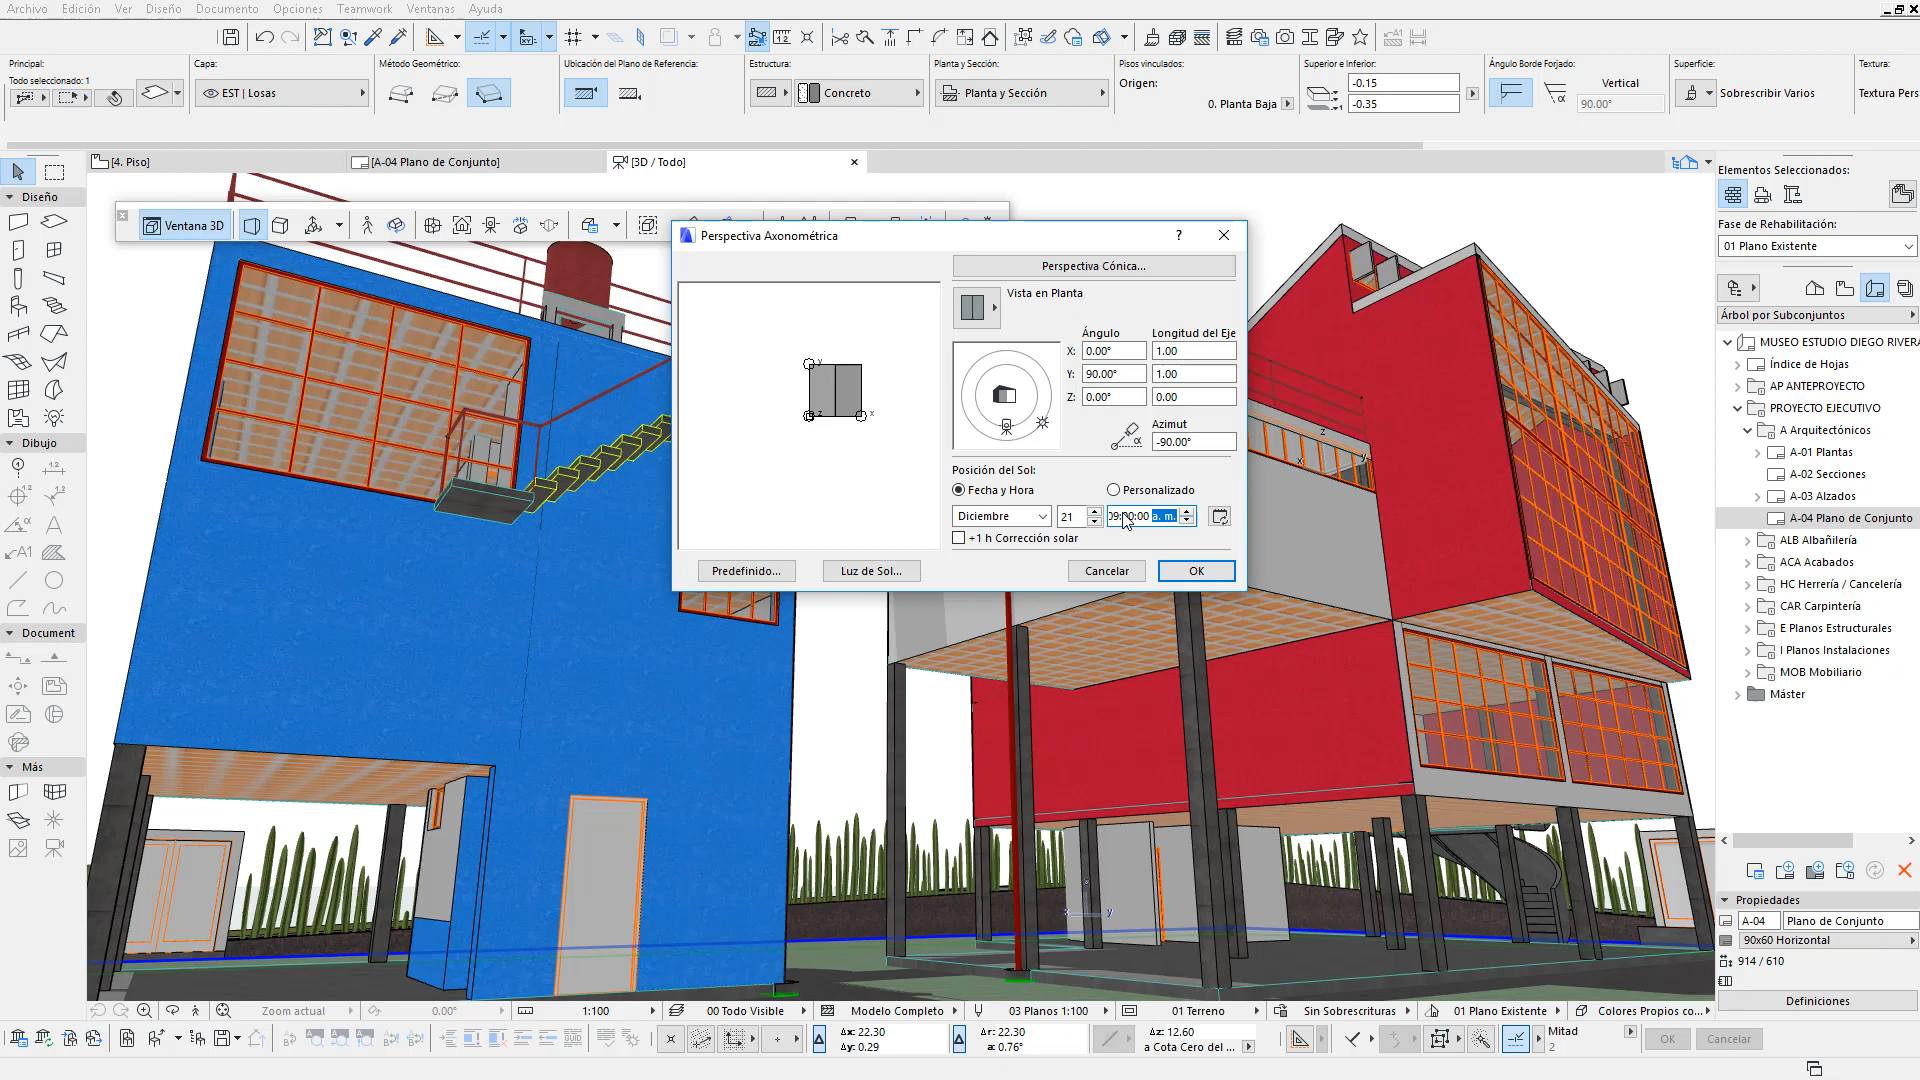 Archivo Edición Ver Diseño Documento Opciones Teamwork Ventanas Ayuda
Principal:
Todo seleccionado: 1
Capa:
EST | Losas
Método Geométrico:
Ubicación del Plano de Referencia:
Estructura:
Concreto
Planta y Sección:
Planta y Sección
Pisos vinculados:
Origen:
0. Planta Baja
Superior e Inferior:
-0.15
-0.35
Ángulo Borde Forjado:
Vertical
90.00°
Superficie:
Sobrescribir Varios
Textura:
Textura Pers
[4. Piso]
[A-04 Plano de Conjunto]
[3D / Todo]
Diseño
Dibujo
Document
Más
Ventana 3D
Perspectiva Axonométrica
?
Perspectiva Cónica...
Vista en Planta
Ángulo
Longitud del Eje
X: 0.00° 1.00
Y: 90.00° 1.00
Z: 0.00° 0.00
Azimut
-90.00°
Posición del Sol:
Fecha y Hora
Personalizado
Diciembre
21
a. m.
+1 h Corrección solar
Predefinido...
Luz de Sol...
Cancelar
OK
y
z
x
z
x
y
x
y
Elementos Seleccionados:
Fase de Rehabilitación:
01 Plano Existente
Árbol por Subconjuntos
MUSEO ESTUDIO DIEGO RIVERA
Índice de Hojas
AP ANTEPROYECTO
PROYECTO EJECUTIVO
A Arquitectónicos
A-01 Plantas
A-02 Secciones
A-03 Alzados
A-04 Plano de Conjunto
ALB Albañilería
ACA Acabados
HC Herrería / Cancelería
CAR Carpintería
E Planos Estructurales
I Planos Instalaciones
MOB Mobiliario
Máster
Propiedades
A-04
Plano de Conjunto
90x60 Horizontal
914 / 610
Definiciones
Zoom actual
0.00°
1:100
00 Todo Visible
Modelo Completo
03 Planos 1:100
01 Terreno
Sin Sobrescrituras
01 Plano Existente
Colores Propios co...
Δx: 22.30
Δy: 0.29
Δr: 22.30
a: 0.76°
Δz: 12.60
a Cota Cero del ...
Mitad
2
OK
Cancelar